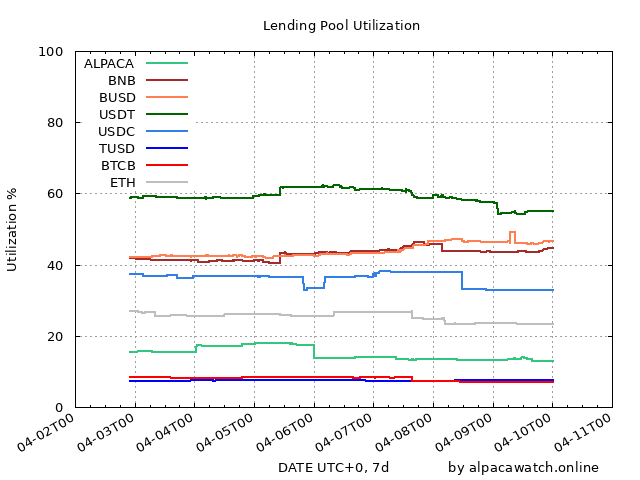 Lending Pool Utilization
100
80
60
40
20
0
Utilization %
ALPACA
BNB
BUSD
USDT
USDC
TUSD
BTCB
ETH
04-02T00
04-03T00
04-04T00
04-05T00
04-06T00
04-07T00
04-08T00
04-09T00
04-10T00
04-11T00
DATE UTC+0, 7d
by alpacawatch.online